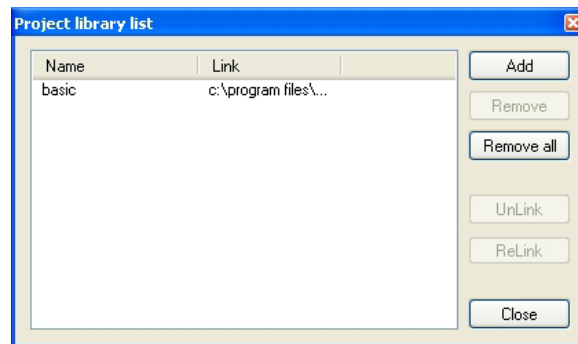 Project library list
Name Link
basic c:\program files\...
Add
Remove
Remove all
UnLink
ReLink
Close